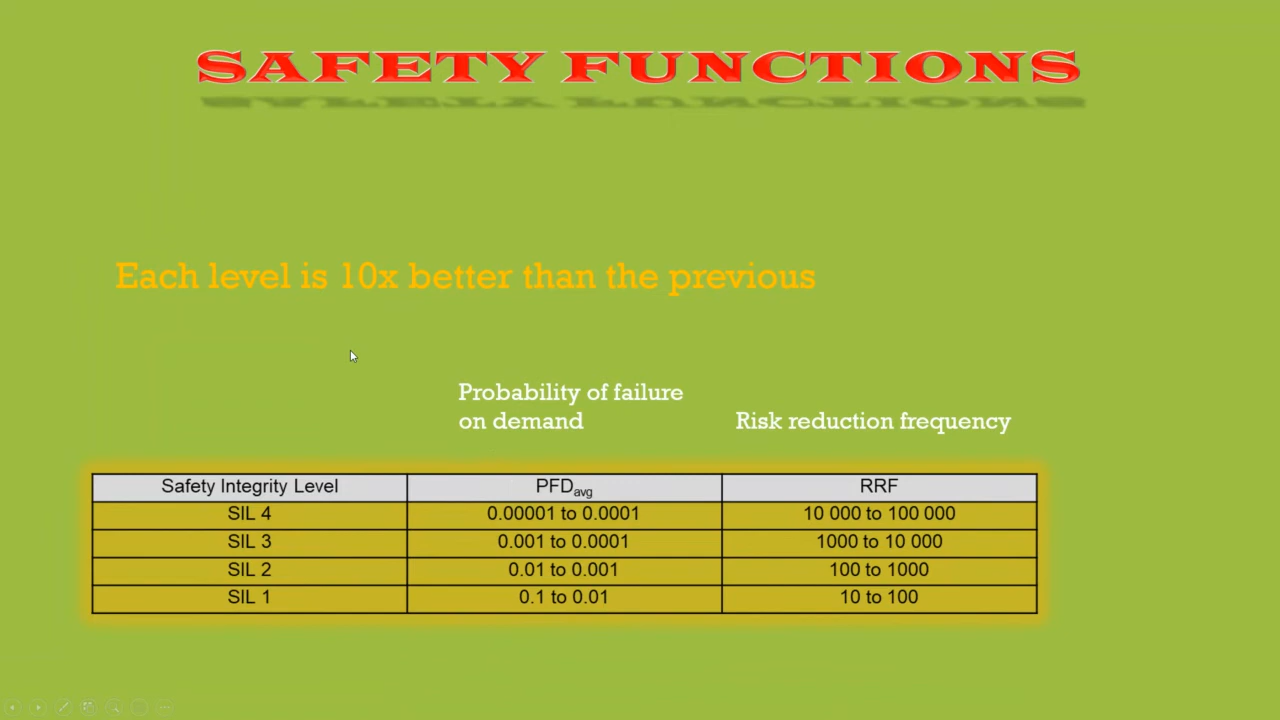 SAFETY FUNCTIONS
Each level is 10x better than the previous
Probability of failure
on demand
Risk reduction frequency
Safety Integrity Level PFDavg RRF
SIL 4 0.00001 to 0.0001 10 000 to 100 000
SIL 3 0.001 to 0.0001 1000 to 10 000
SIL 2 0.01 to 0.001 100 to 1000
SIL 1 0.1 to 0.01 10 to 100